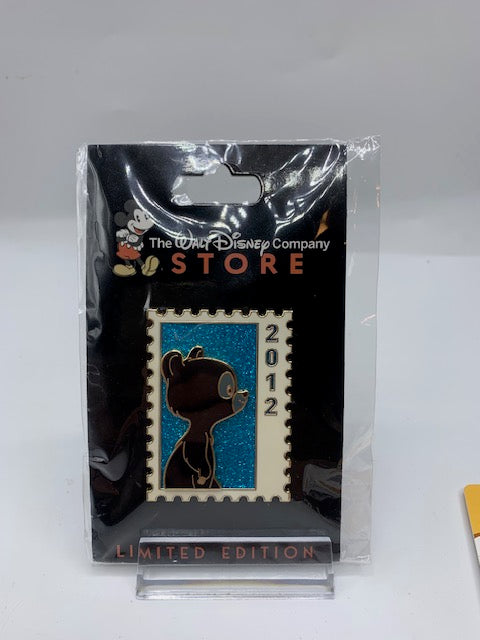 The Walt Disney Company
STORE
2012
LIMITED EDITION